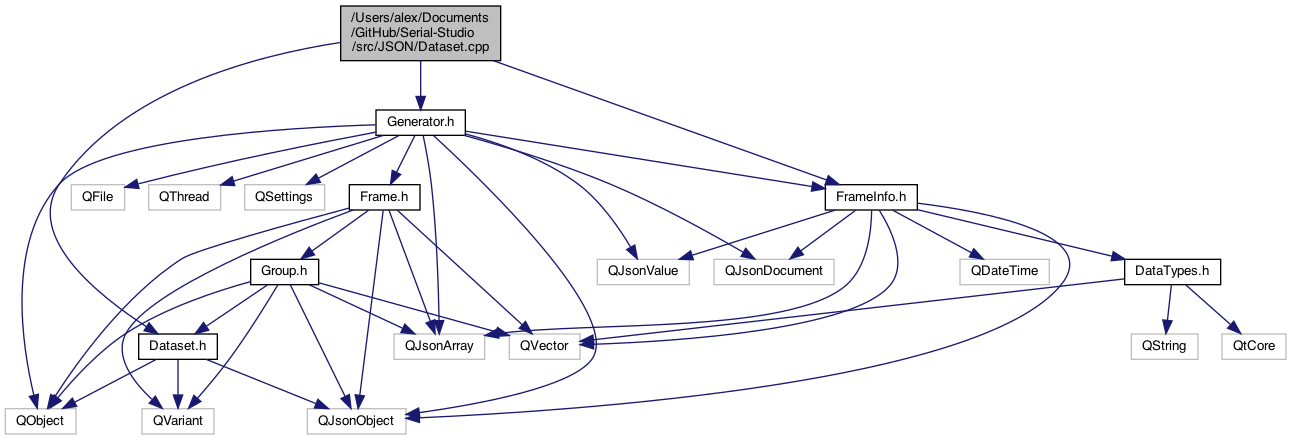 /Users/alex/Documents
/GitHub/Serial-Studio
/src/JSON/Dataset.cpp
Generator.h
QFile
QThread
QSettings
Frame.h
FrameInfo.h
Group.h
QJsonValue
QJsonDocument
QDateTime
DataTypes.h
Dataset.h
QJsonArray
QVector
QString
QtCore
QObject
QVariant
QJsonObject